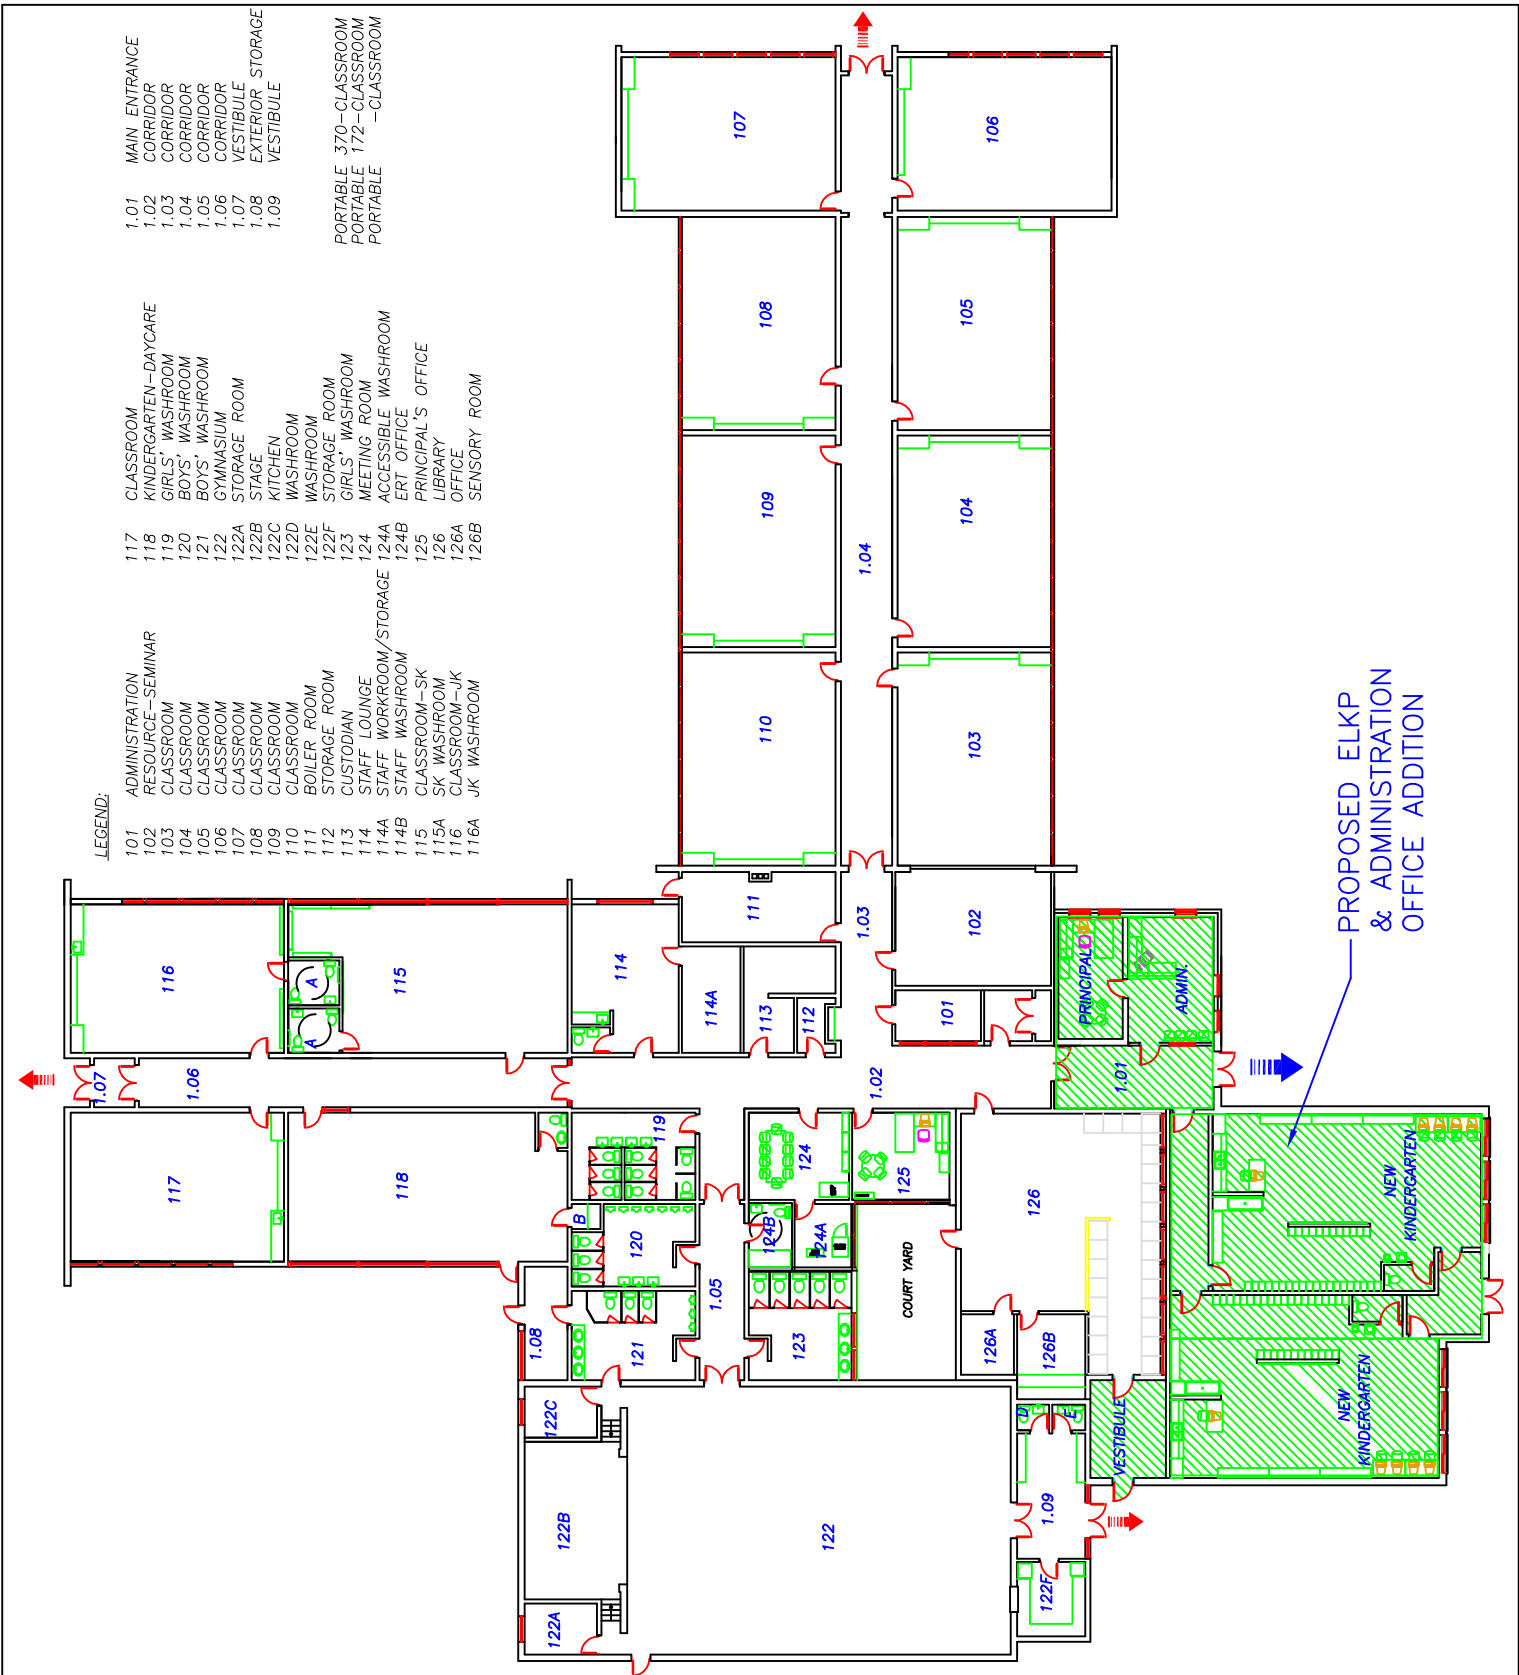 LEGEND:
101 ADMINISTRATION
102 RESOURCE-SEMINAR
103 CLASSROOM
104 CLASSROOM
105 CLASSROOM
106 CLASSROOM
107 CLASSROOM
108 CLASSROOM
109 CLASSROOM
110 CLASSROOM
111 BOILER ROOM
112 STORAGE ROOM
113 CUSTODIAN
114 STAFF LOUNGE
114A STAFF WORKROOM/STORAGE
114B STAFF WASHROOM
115 CLASSROOM-SK
115A SK WASHROOM
116 CLASSROOM-JK
116A JK WASHROOM
117 CLASSROOM
118 KINDERGARTEN-DAYCARE
119 GIRLS' WASHROOM
120 BOYS' WASHROOM
121 BOYS' WASHROOM
122 GYMNASIUM
122A STORAGE ROOM
122B STAGE
122C KITCHEN
122D WASHROOM
122E WASHROOM
122F STORAGE ROOM
123 GIRLS' WASHROOM
124 MEETING ROOM
124A ACCESSIBLE WASHROOM
124B ERT OFFICE
125 PRINCIPAL'S OFFICE
126 LIBRARY
126A OFFICE
126B SENSORY ROOM
1.01 MAIN ENTRANCE
1.02 CORRIDOR
1.03 CORRIDOR
1.04 CORRIDOR
1.05 CORRIDOR
1.06 CORRIDOR
1.07 VESTIBULE
1.08 EXTERIOR STORAGE
1.09 VESTIBULE
PORTABLE 370-CLASSROOM
PORTABLE 172-CLASSROOM
PORTABLE -CLASSROOM
117
1.07
116
1.06
118
A
A
115
B
119
120
114
1.08
121
122C
122B
122A
1.05
114A
111
113
112
110
109
108
107
124
124B
124A
123
122
1.02
1.03
1.04
125
COURT YARD
101
102
103
104
105
106
126
126A
126B
D
E
1.09
122F
1.01
PRINCIPAL
ADMIN.
VESTIBULE
NEW
KINDERGARTEN
NEW
KINDERGARTEN
PROPOSED ELKP
& ADMINISTRATION
OFFICE ADDITION